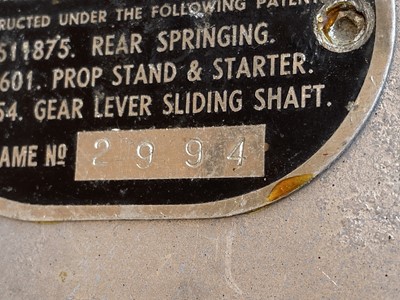 RUCTED UNDER THE FOLLOWING PATENT
511875. REAR SPRINGING.
601. PROP STAND & STARTER.
54. GEAR LEVER SLIDING SHAFT.
AME Nº 2994